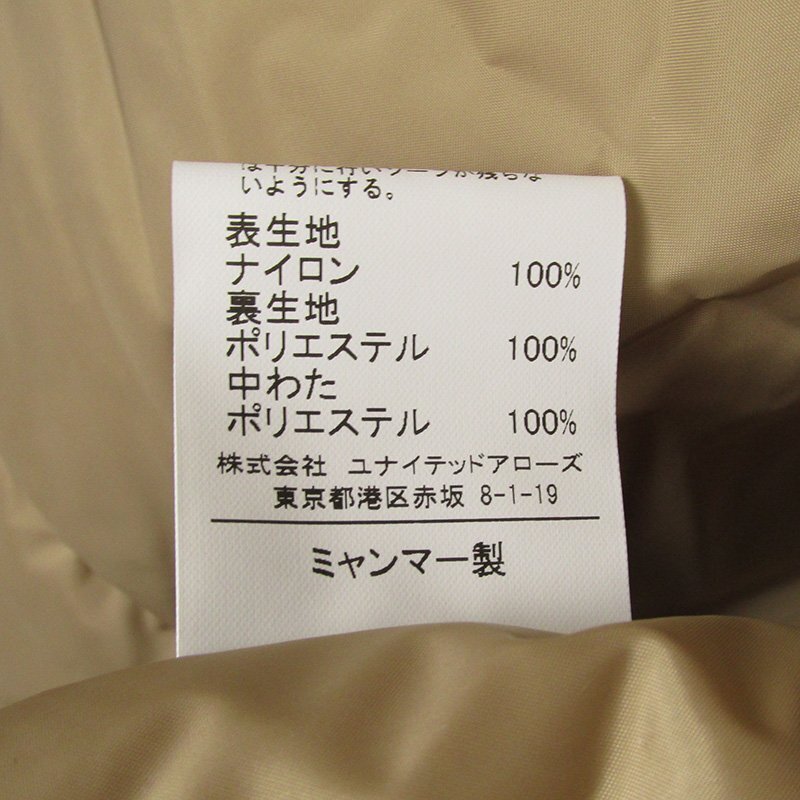 いようにする。
表生地
ナイロン 100%
裏生地
ポリエステル 100%
中わた
ポリエステル 100%
株式会社 ユナイテッドアローズ
東京都港区赤坂 8-1-19
ミャンマー製